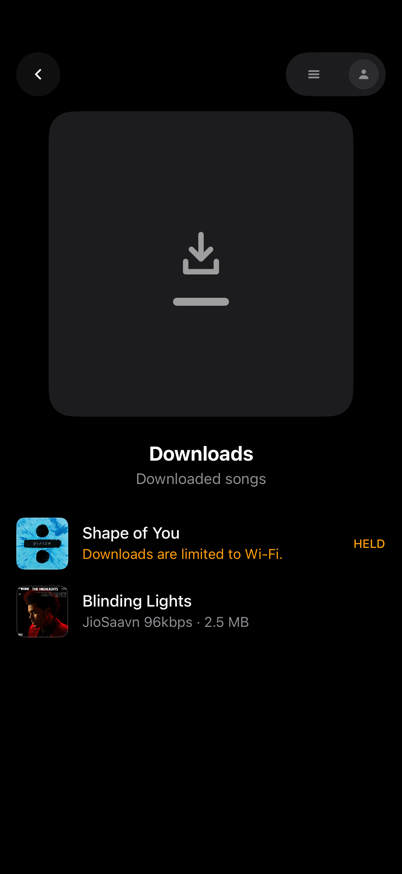 Downloads
Downloaded songs
Shape of You
Downloads are limited to Wi-Fi.
HELD
Blinding Lights
JioSaavn 96kbps · 2.5 MB